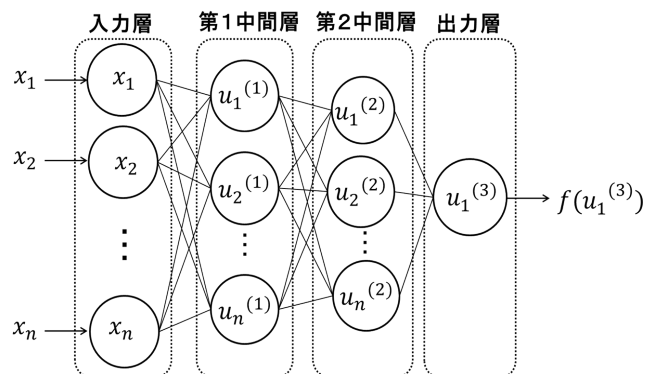 入力層 第1中間層 第2中間層 出力層
x₁ x₁ u₁⁽¹⁾ u₁⁽²⁾
x₂ x₂ u₂⁽¹⁾ u₂⁽²⁾ u₁⁽³⁾ f(u₁⁽³⁾)
⋮ ⋮ ⋮
xₙ xₙ uₙ⁽¹⁾ uₙ⁽²⁾